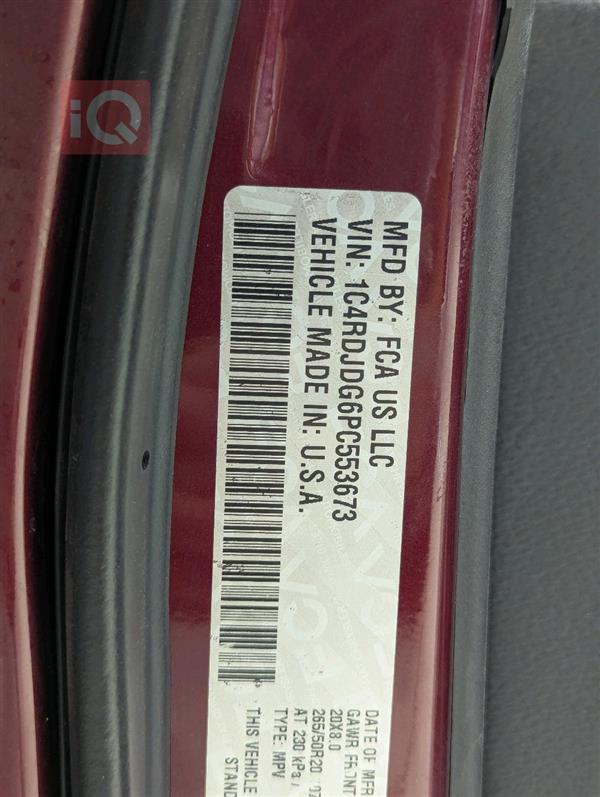 iQ
MFD BY: FCA US LLC
VIN: 1C4RDJDG6PC553673
VEHICLE MADE IN: U.S.A.
DATE OF MFR
GAWR FRONT
20X8.0
265/50R20
AT 230 kPa
TYPE: MPV
THIS VEHICLE
STAND